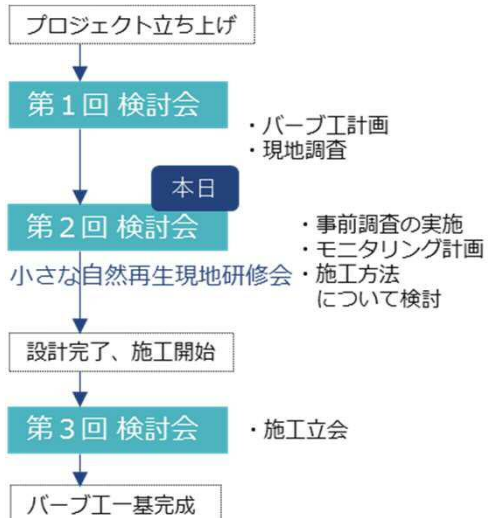 プロジェクト立ち上げ
第1回 検討会
・バーブ工計画
・現地調査
本日
第2回 検討会
小さな自然再生現地研修会
・事前調査の実施
・モニタリング計画
・施工方法
について検討
設計完了、施工開始
第3回 検討会
・施工立会
バーブ工一基完成